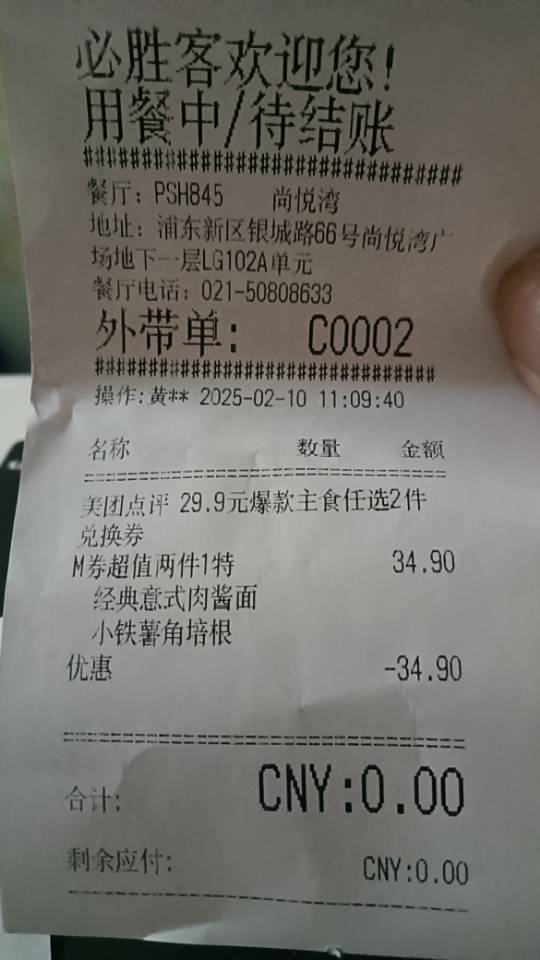 必胜客欢迎您!
用餐中/待结账
###################################
餐厅: PSH845 尚悦湾
地址: 浦东新区银城路66号尚悦湾广
场地下一层LG102A单元
餐厅电话: 021-50808633
外带单: C0002
###################################
操作:黄** 2025-02-10 11:09:40
名称 数量 金额
===================================
美团点评 29.9元爆款主食任选2件
兑换券
M券超值两件1特 34.90
经典意式肉酱面
小铁薯角培根
优惠 -34.90
===================================
合计: CNY:0.00
剩余应付: CNY:0.00
-----------------------------------